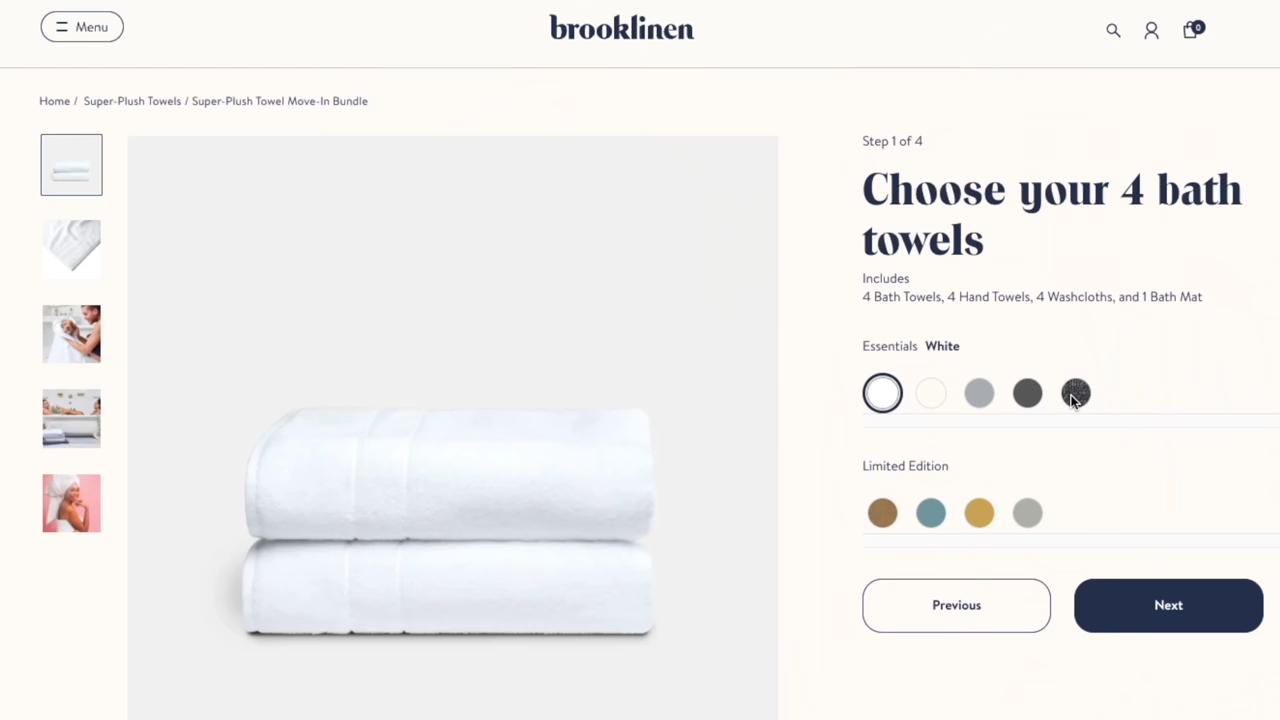 Menu
brooklinen
0
Home / Super-Plush Towels / Super-Plush Towel Move-In Bundle
Step 1 of 4
Choose your 4 bath
towels
Includes
4 Bath Towels, 4 Hand Towels, 4 Washcloths, and 1 Bath Mat
Essentials White
Limited Edition
Previous
Next